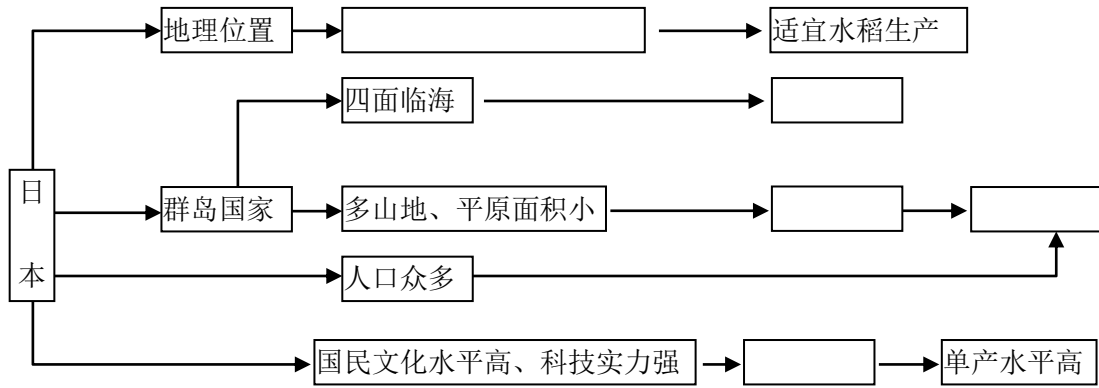 地理位置
适宜水稻生产
四面临海
日本
群岛国家
多山地、平原面积小
人口众多
国民文化水平高、科技实力强
单产水平高